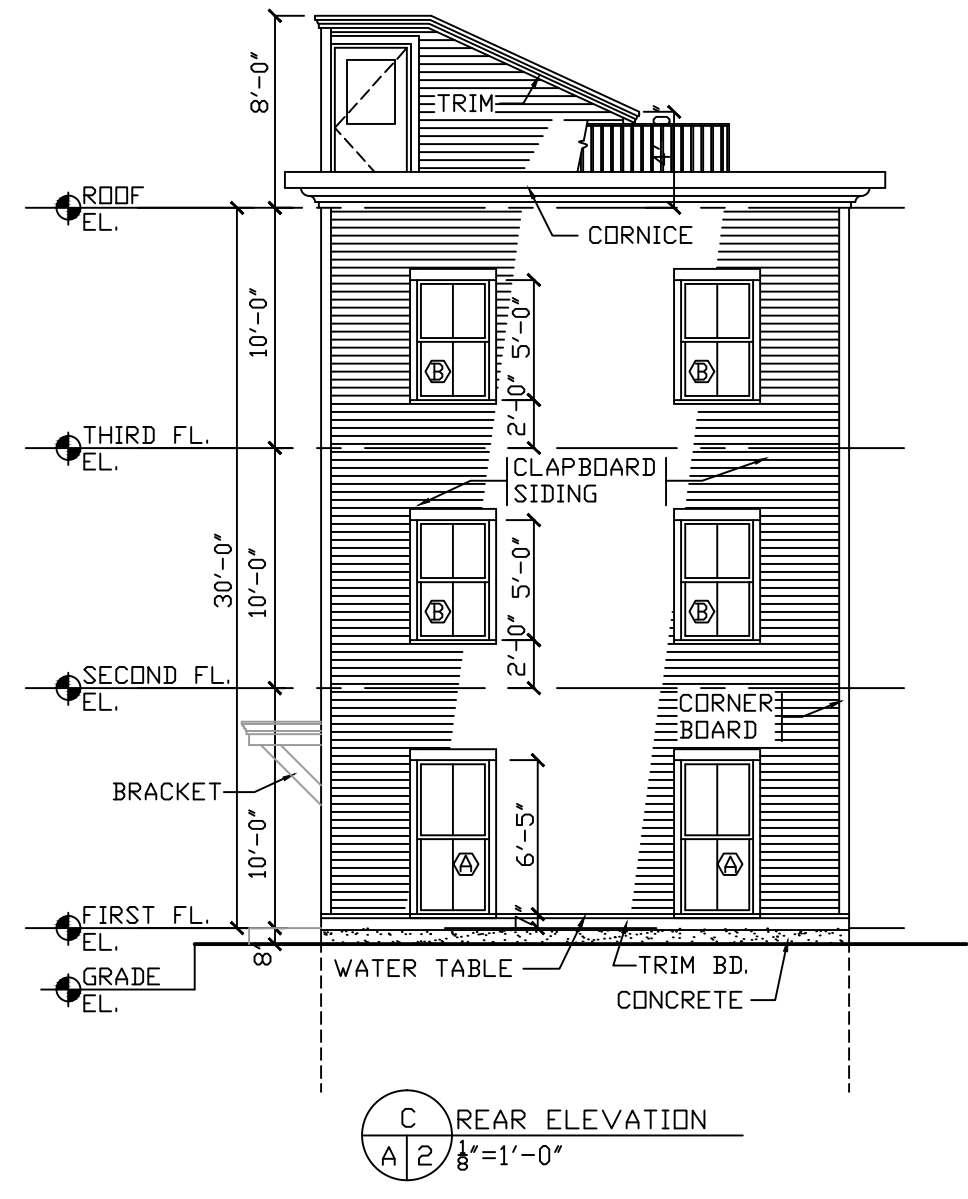 8'-0"
TRIM
4'-0"
ROOF
EL.
CORNICE
10'-0"
5'-0"
B
B
2'-0"
THIRD FL.
EL.
CLAPBOARD
SIDING
30'-0"
10'-0"
5'-0"
B
B
2'-0"
SECOND FL.
EL.
CORNER
BOARD
BRACKET
10'-0"
6'-5"
A
A
FIRST FL.
7"
EL.
8"
WATER TABLE
TRIM BD.
GRADE
EL.
CONCRETE
C
REAR ELEVATION
A 2
1/8"=1'-0"